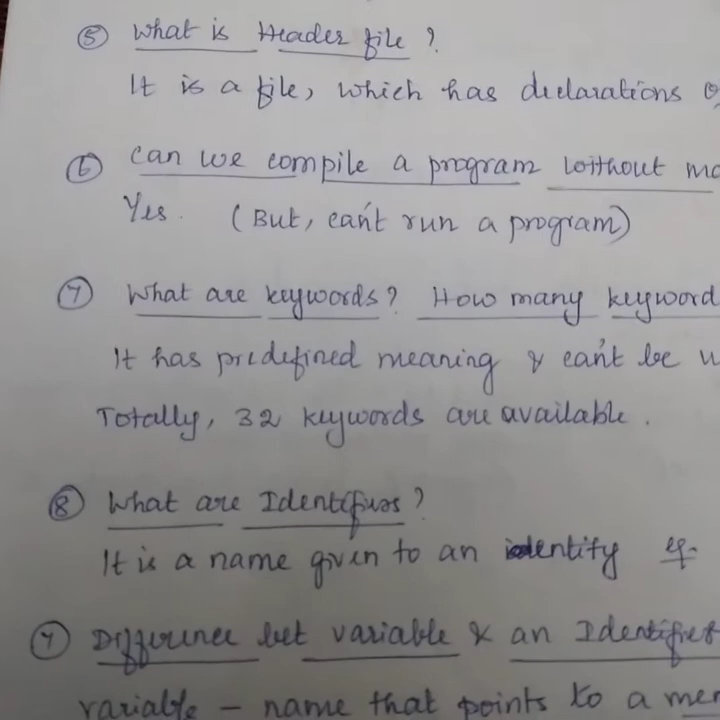 ⑤ What is Header file ?
It is a file, which has declarations
⑥ Can we compile a program without
Yes. (But, can't run a program)
⑦ What are keywords? How many keyword
It has predefined meaning & can't be
Totally, 32 keywords are available.
⑧ What are Identifiers?
It is a name given to an identity eg-
⑨ Difference bet variable & an Identifier
variable - name that points to a